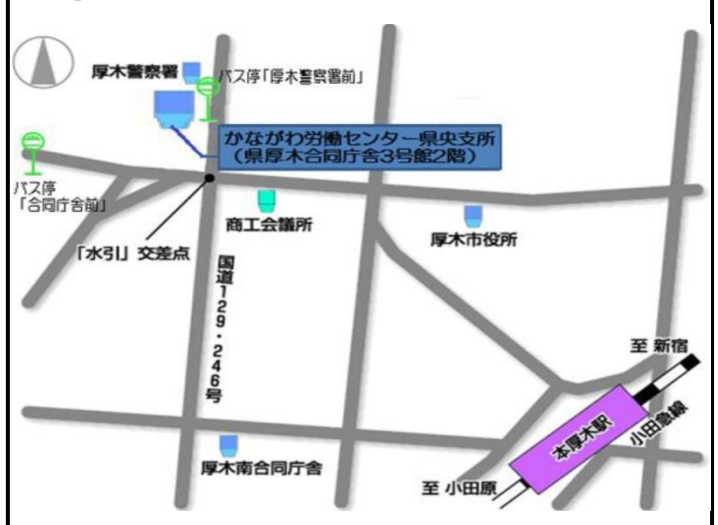 厚木警察署
バス停「厚木警察署前」
かながわ労働センター県央支所
(県厚木合同庁舎3号館2階)
バス停
「合同庁舎前」
商工会議所
厚木市役所
「水引」交差点
国道129・246号
至 新宿
小田急線
本厚木駅
厚木南合同庁舎
至 小田原